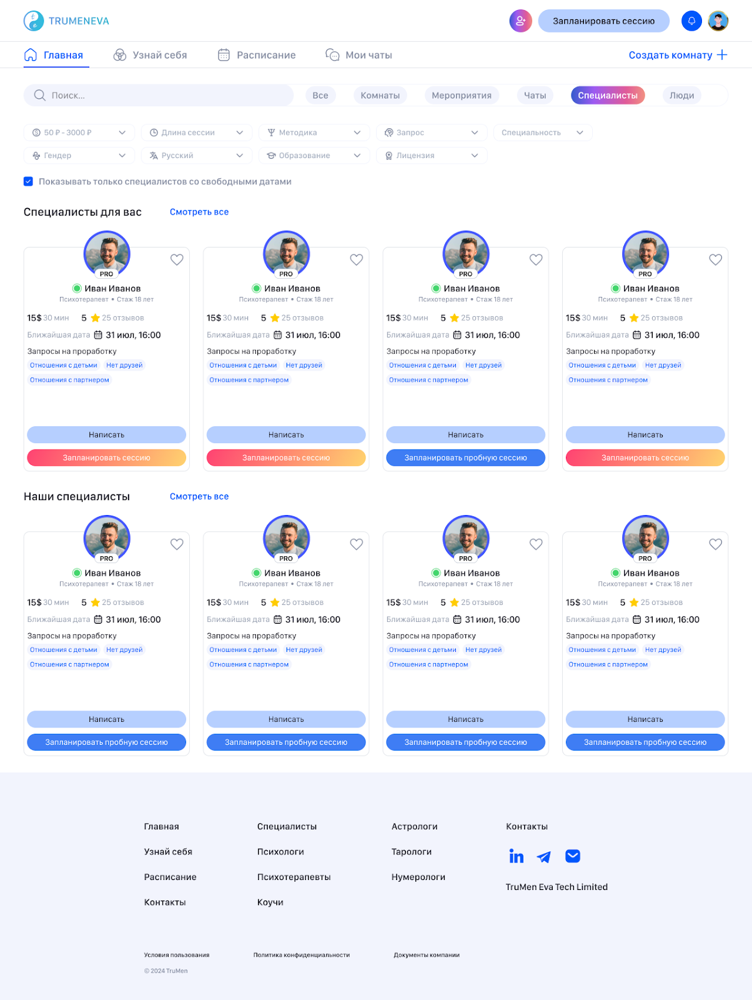 t e TRUMENEVA
Запланировать сессию
Главная Узнай себя Расписание Мои чаты Создать комнату
Поиск... Все Комнаты Мероприятия Чаты Специалисты Люди
50 ₽ - 3000 ₽ Длина сессии Методика Запрос Специальность
Гендер Русский Образование Лицензия
Показывать только специалистов со свободными датами
Специалисты для вас Смотреть все
PRO PRO PRO PRO
Иван Иванов Иван Иванов Иван Иванов Иван Иванов
Психотерапевт • Стаж 18 лет Психотерапевт • Стаж 18 лет Психотерапевт • Стаж 18 лет Психотерапевт • Стаж 18 лет
15$ 30 мин 5 25 отзывов 15$ 30 мин 5 25 отзывов 15$ 30 мин 5 25 отзывов 15$ 30 мин 5 25 отзывов
Ближайшая дата 31 июл, 16:00 Ближайшая дата 31 июл, 16:00 Ближайшая дата 31 июл, 16:00 Ближайшая дата 31 июл, 16:00
Запросы на проработку Запросы на проработку Запросы на проработку Запросы на проработку
Отношения с детьми Нет друзей Отношения с детьми Нет друзей Отношения с детьми Нет друзей Отношения с детьми Нет друзей
Отношения с партнером Отношения с партнером Отношения с партнером Отношения с партнером
Написать Написать Написать Написать
Запланировать сессию Запланировать сессию Запланировать пробную сессию Запланировать сессию
Наши специалисты Смотреть все
PRO PRO PRO PRO
Иван Иванов Иван Иванов Иван Иванов Иван Иванов
Психотерапевт • Стаж 18 лет Психотерапевт • Стаж 18 лет Психотерапевт • Стаж 18 лет Психотерапевт • Стаж 18 лет
15$ 30 мин 5 25 отзывов 15$ 30 мин 5 25 отзывов 15$ 30 мин 5 25 отзывов 15$ 30 мин 5 25 отзывов
Ближайшая дата 31 июл, 16:00 Ближайшая дата 31 июл, 16:00 Ближайшая дата 31 июл, 16:00 Ближайшая дата 31 июл, 16:00
Запросы на проработку Запросы на проработку Запросы на проработку Запросы на проработку
Отношения с детьми Нет друзей Отношения с детьми Нет друзей Отношения с детьми Нет друзей Отношения с детьми Нет друзей
Отношения с партнером Отношения с партнером Отношения с партнером Отношения с партнером
Написать Написать Написать Написать
Запланировать пробную сессию Запланировать пробную сессию Запланировать пробную сессию Запланировать пробную сессию
Главная Специалисты Астрологи Контакты
Узнай себя Психологи Тарологи
in
Расписание Психотерапевты Нумерологи
TruMen Eva Tech Limited
Контакты Коучи
Условия пользования Политика конфиденциальности Документы компании
© 2024 TruMen